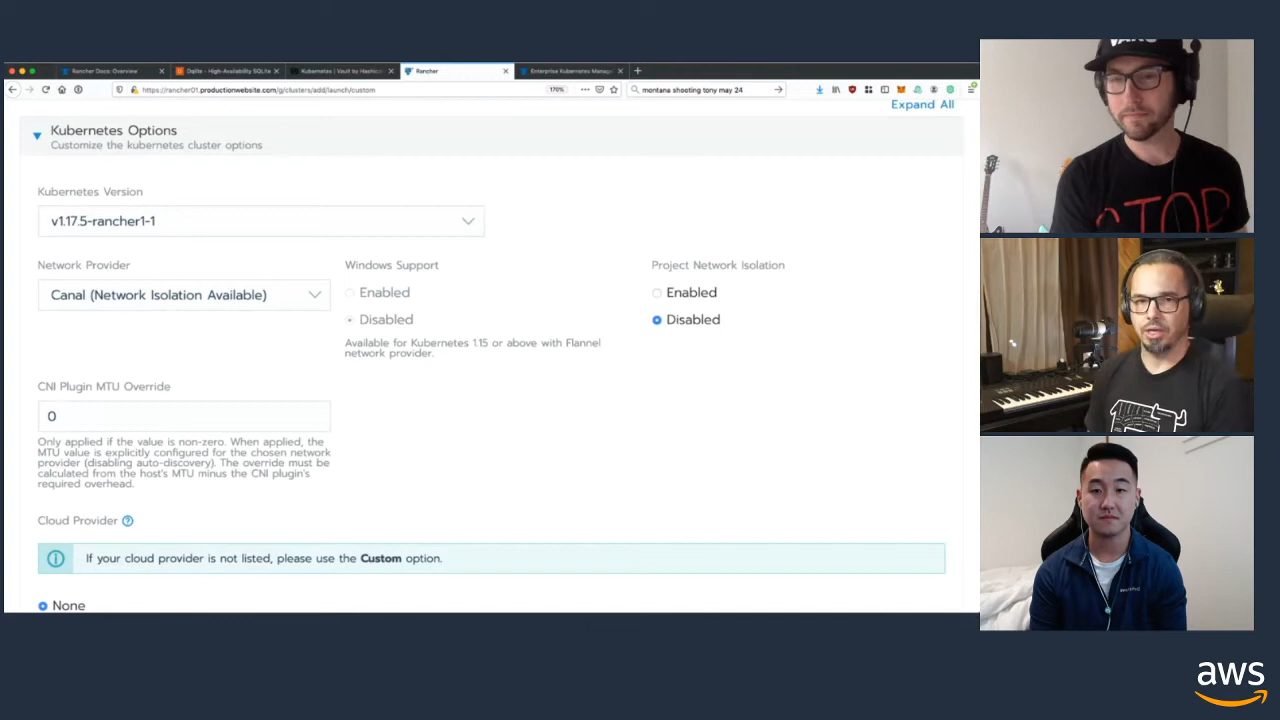 Rancher Docs: Overview
Dqlite - High-Availability SQLite
Kubernetes | Vault by Hashic
Rancher
Enterprise Kubernetes Manage
https://rancher01.productionwebsite.com/g/clusters/add/launch/custom
170%
montana shooting tony may 24
Expand All
Kubernetes Options
Customize the kubernetes cluster options
Kubernetes Version
v1.17.5-rancher1-1
Network Provider
Windows Support
Project Network Isolation
Canal (Network Isolation Available)
Enabled
Enabled
Disabled
Disabled
Available for Kubernetes 1.15 or above with Flannel
network provider.
CNI Plugin MTU Override
0
Only applied if the value is non-zero. When applied, the
MTU value is explicitly configured for the chosen network
provider (disabling auto-discovery). The override must be
calculated from the host's MTU minus the CNI plugin's
required overhead.
Cloud Provider
If your cloud provider is not listed, please use the Custom option.
None
aws